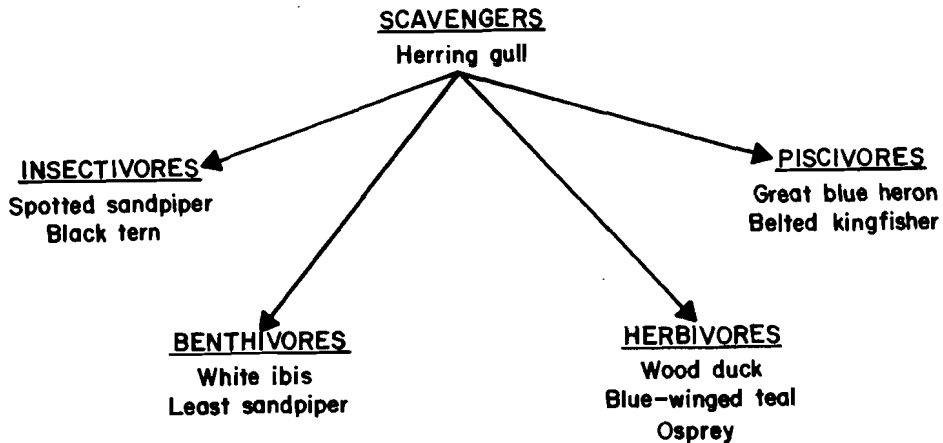 SCAVENGERS
Herring gull
INSECTIVORES
Spotted sandpiper
Black tern
PISCIVORES
Great blue heron
Belted kingfisher
BENTHIVORES
White ibis
Least sandpiper
HERBIVORES
Wood duck
Blue-winged teal
Osprey